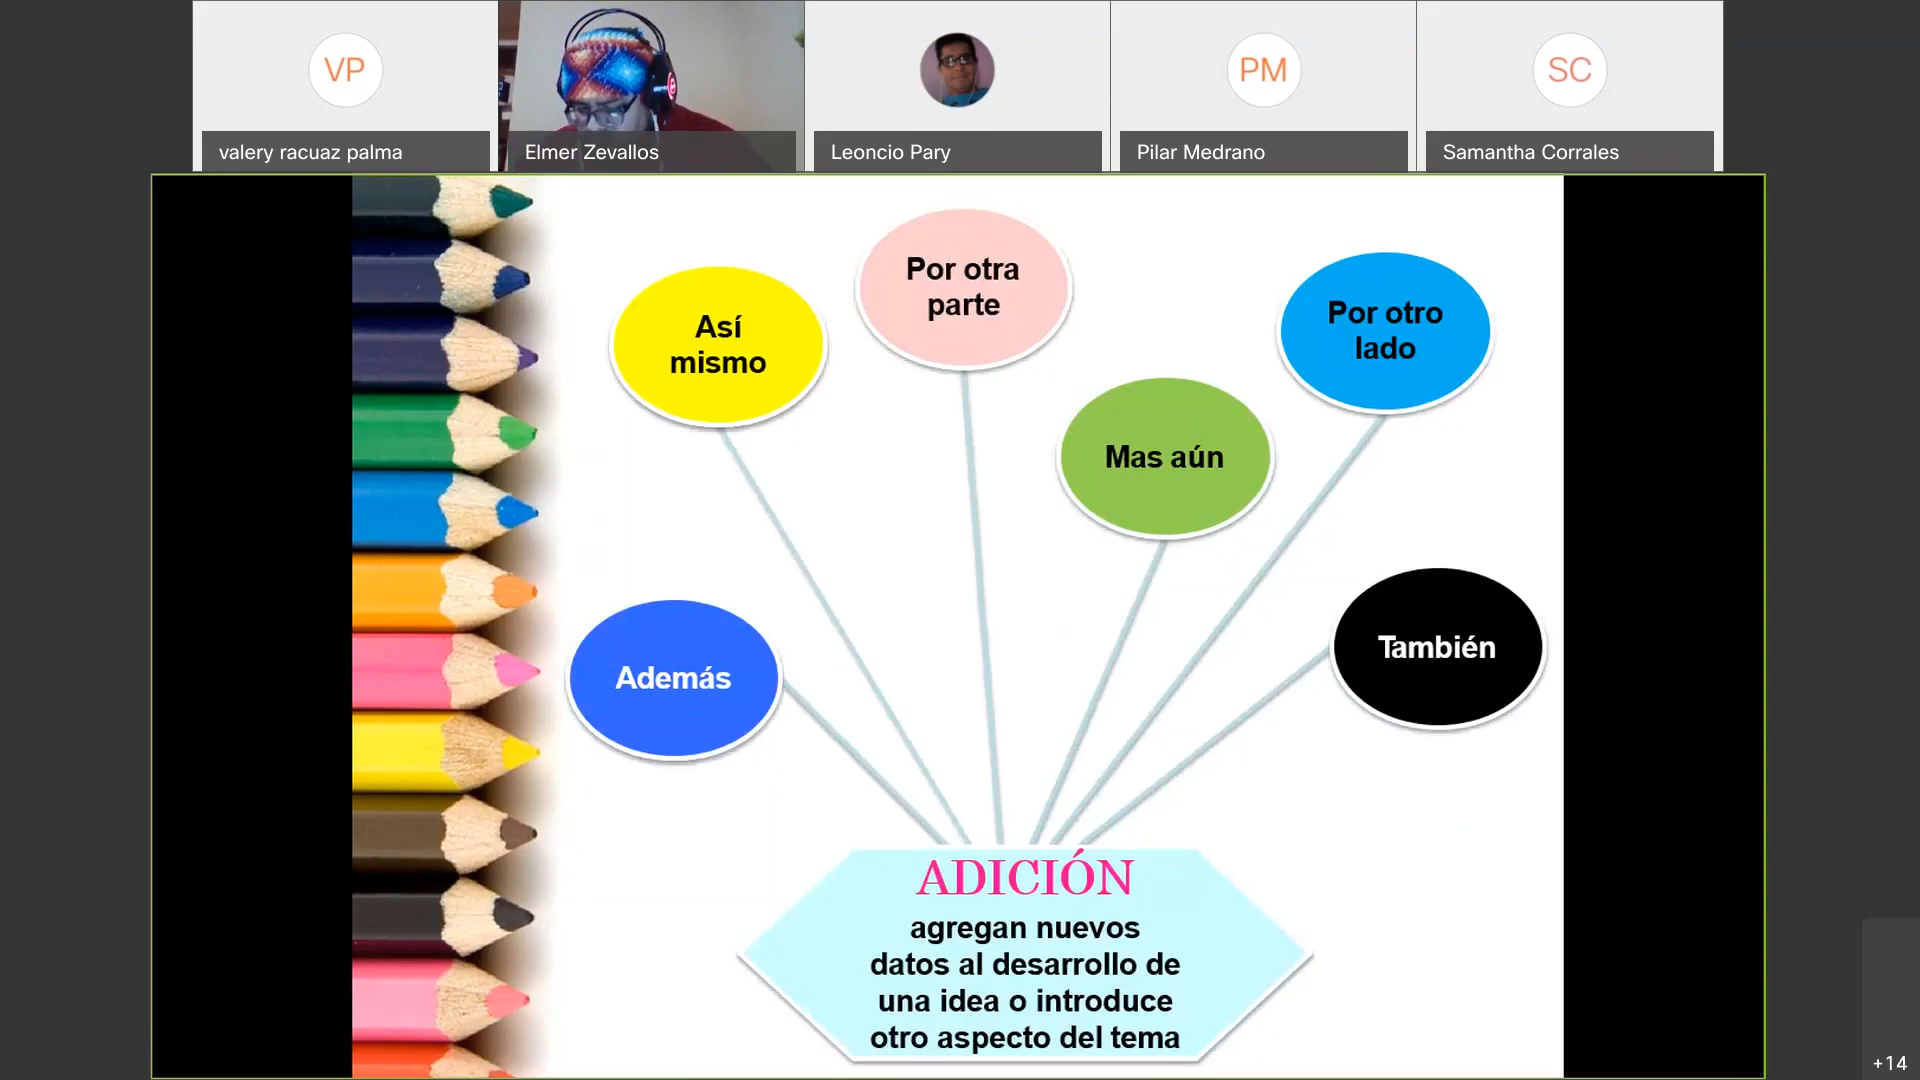 VP
PM
SC
valery racuaz palma
Elmer Zevallos
Leoncio Pary
Pilar Medrano
Samantha Corrales
Por otra
parte
Así
mismo
Por otro
lado
Mas aún
Además
También
ADICIÓN
agregan nuevos
datos al desarrollo de
una idea o introduce
otro aspecto del tema
+14